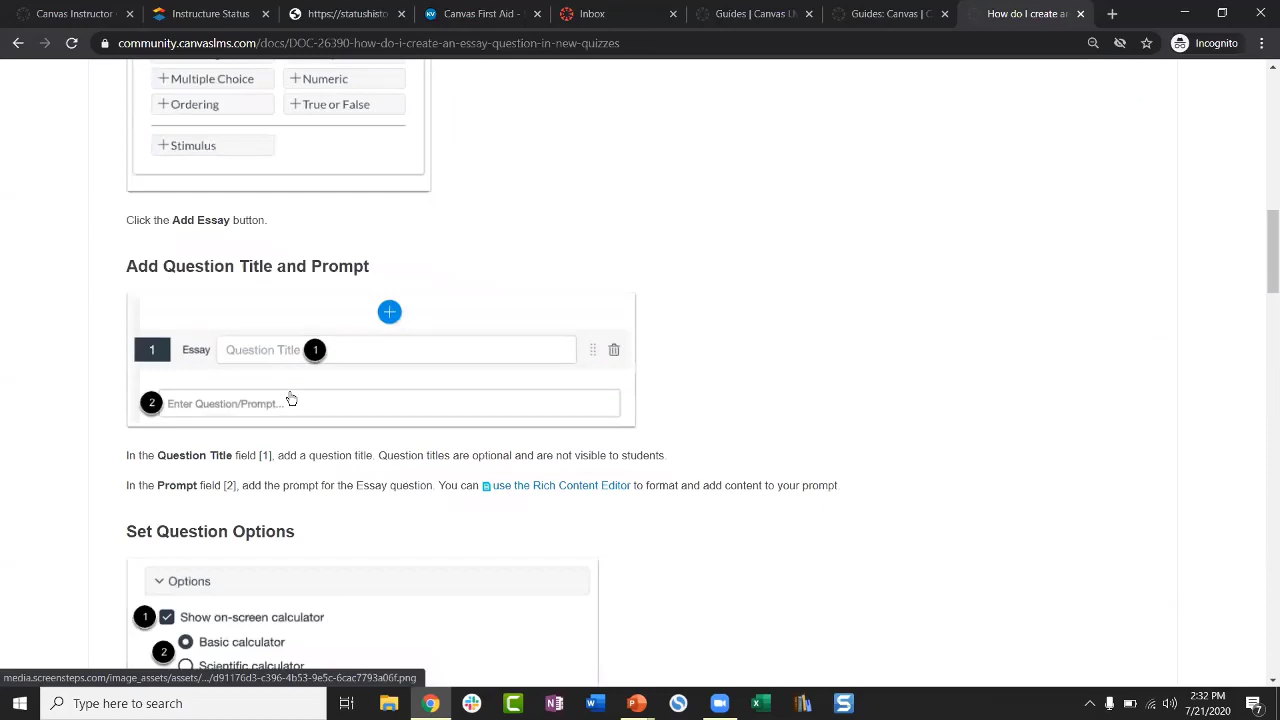 Canvas Instructor
Instructure Status
https://statushisto
Canvas First Aid -
Inbox
Guides | Canvas L
Guides: Canvas | C
How do I create an
community.canvaslms.com/docs/DOC-26390-how-do-i-create-an-essay-question-in-new-quizzes
Incognito
+ Multiple Choice
+ Numeric
+ Ordering
+ True or False
+ Stimulus
Click the Add Essay button.
Add Question Title and Prompt
1 Essay Question Title 1
2 Enter Question/Prompt...
In the Question Title field [1], add a question title. Question titles are optional and are not visible to students.
In the Prompt field [2], add the prompt for the Essay question. You can use the Rich Content Editor to format and add content to your prompt
Set Question Options
Options
1 Show on-screen calculator
Basic calculator
2
Scientific calculator
media.screensteps.com/image_assets/assets/.../d91176d3-c396-4b53-9e5c-6cac7793a06f.png
Type here to search
2:32 PM
7/21/2020
7